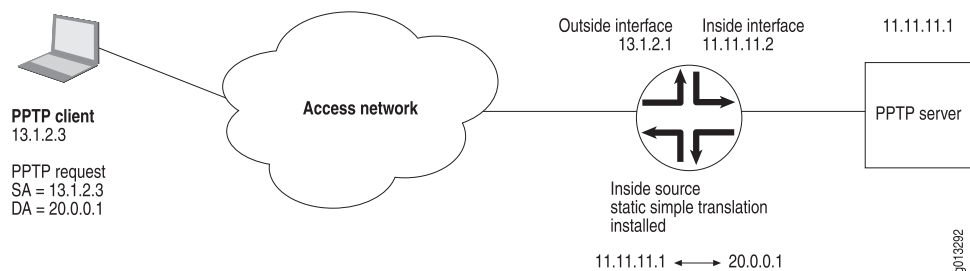 Outside interface
13.1.2.1
Inside interface
11.11.11.2
11.11.11.1
PPTP client
13.1.2.3
PPTP request
SA = 13.1.2.3
DA = 20.0.0.1
Access network
PPTP server
Inside source
static simple translation
installed
11.11.11.1 ↔ 20.0.0.1
g013292